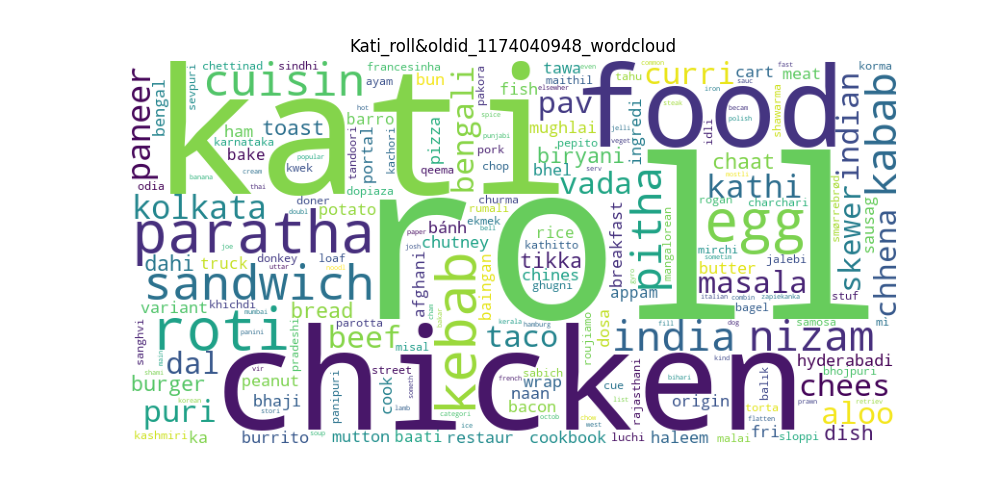 Kati_roll&oldid_1174040948_wordcloud
paneer
bengal
sevpuri
chettinad
sindhi
cuisin
kati
francesinha
ayam
bun
bengali
pakora
fish
elsewher
tawa
maithil
pav
food
tahu
curri
cart
meat
even
common
fast
sauc
iron
korma
shawarma
indian
kabab
ham
karnataka
toast
barro
hot
tandoori
portal
kachori
pizza
spice
punjabi
pork
mughlai
pepito
ingredi
steak
becam
polish
idli
bake
popular
kwek
qeema
chop
biryani
jelli
veget
chaat
odia
banana
cream
thai
dopiaza
bhel
serv
vada
kathi
mostli
skewer
sausag
kolkata
doner
potato
rumali
churma
ekmek
bell
rice
breakfast
pitha
mangalorean
rogan
charchari
smørrebrød
chhena
paratha
doubl
joe
paper
josh
bánh
chutney
roll
kathitto
tikka
chines
ghugni
mirchi
egg
sometim
jalebi
dahi
truck
donkey
uttar
loaf
afghani
baingan
appam
gyro
butter
masala
stuf
sandwich
italian
combin
zapiekanka
bagel
variant
khichdi
mumbai
bread
parotta
cham
kebab
kerala
hamburg
dosa
samosa
mi
sanghvi
roti
panini
pradeshi
beef
misal
taco
roujiamo
fill
india
dog
nizam
dal
main
vir
street
chicken
sabich
french
kind
hyderabadi
bhojpuri
burger
shami
peanut
panipuri
cook
someth
lamb
wrap
naan
cue
rajasthani
bihari
origin
balık
chees
puri
korean
bhaji
stori
categori
octob
bacon
chow
list
torta
flatten
prawn
retriev
aloo
kashmiri
ka
burrito
soup
mutton
baati
ice
restaur
cookbook
west
luchi
haleem
malai
fri
sloppi
dish